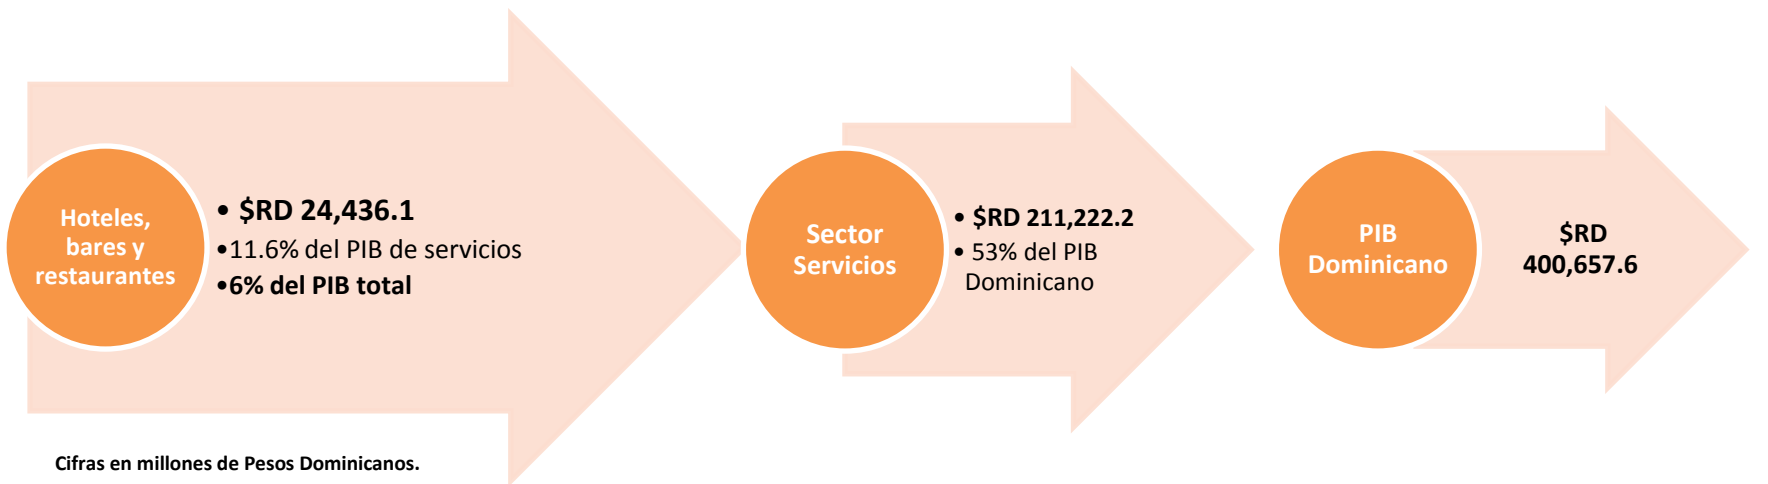 Hoteles,
bares y
restaurantes
• $RD 24,436.1
•11.6% del PIB de servicios
•6% del PIB total
Sector
Servicios
• $RD 211,222.2
• 53% del PIB
Dominicano
PIB
Dominicano
$RD
400,657.6
Cifras en millones de Pesos Dominicanos.